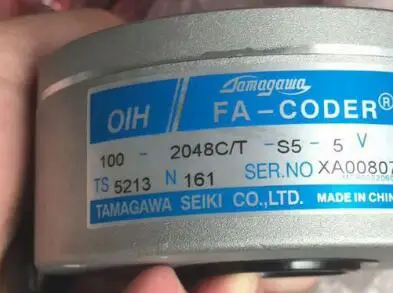 Tamagawa
OIH FA-CODER®
100 - 2048C/T - S5 - 5 V
TS 5213 N 161 SER.NO XA00807
TAMAGAWA SEIKI CO.,LTD. MADE IN CHIN